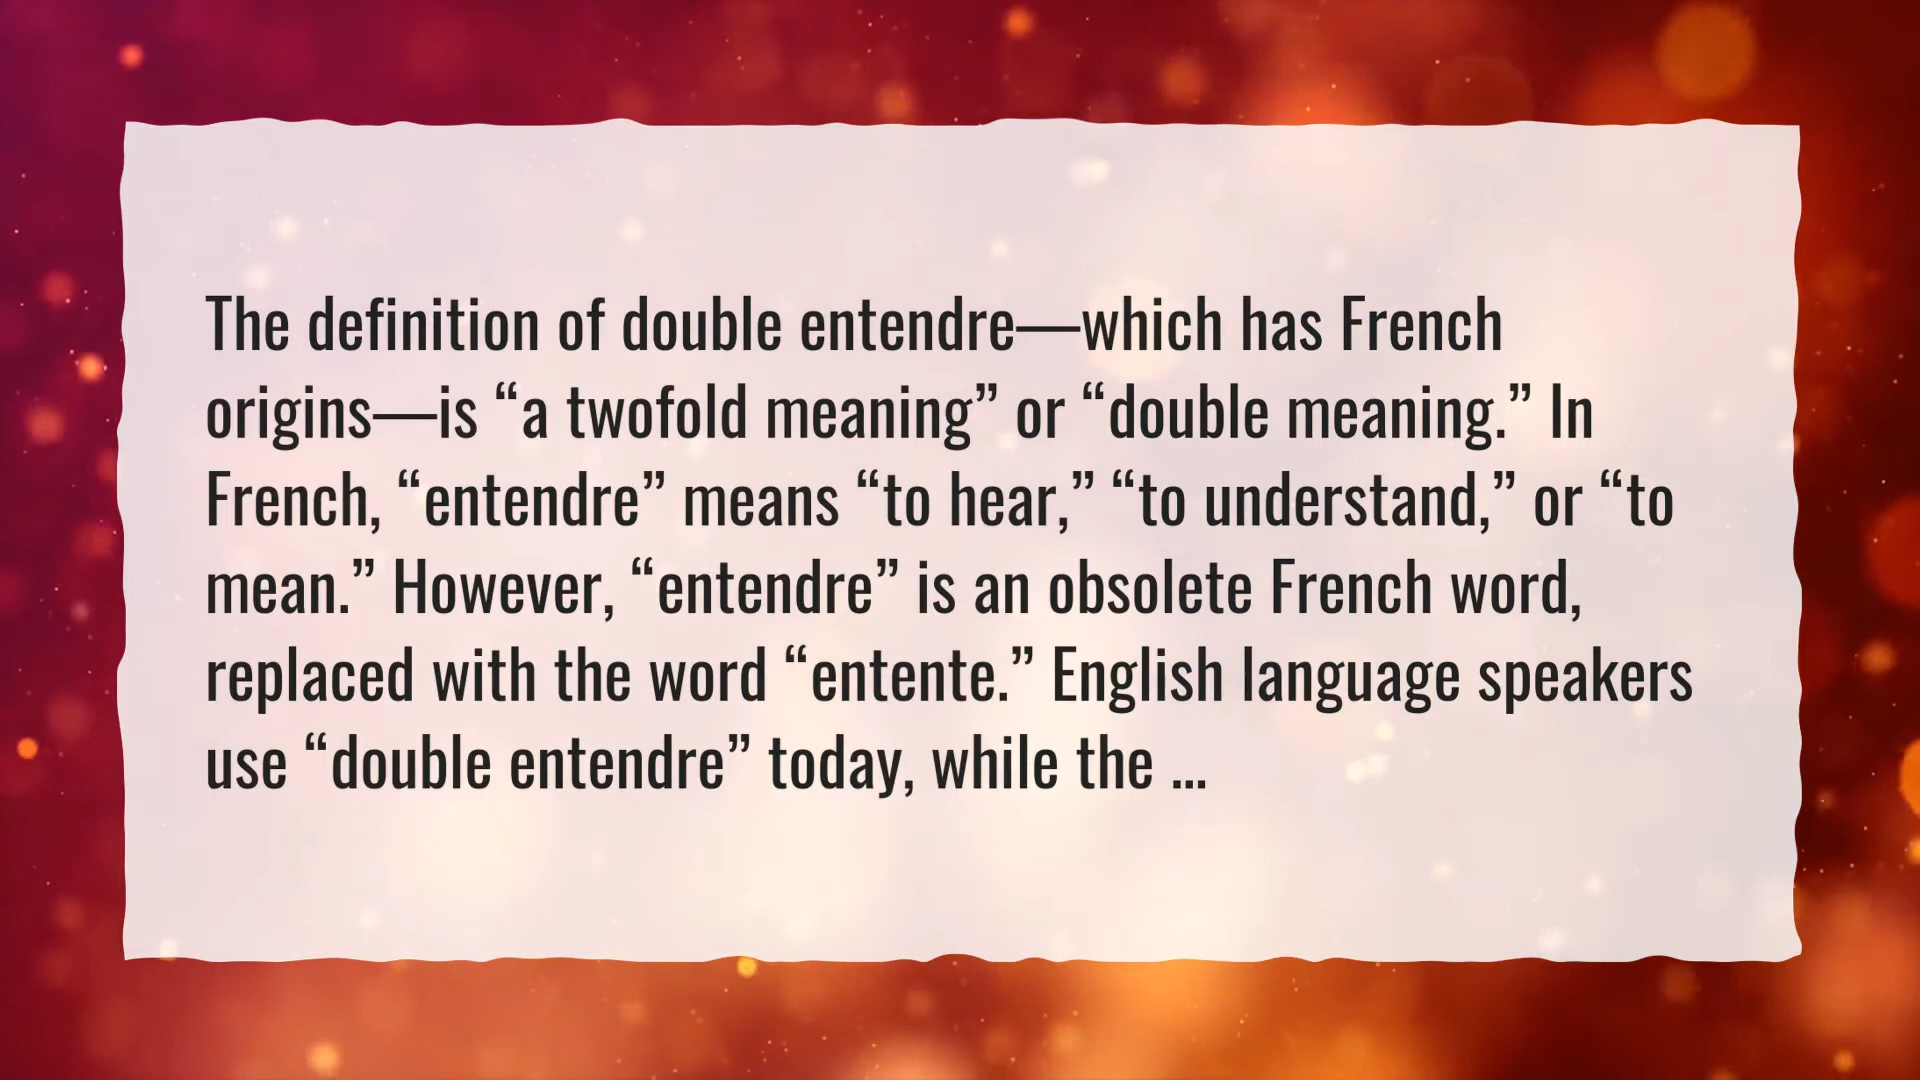 The definition of double entendre—which has French
origins—is “a twofold meaning” or “double meaning.” In
French, “entendre” means “to hear,” “to understand,” or “to
mean.” However, “entendre” is an obsolete French word,
replaced with the word “entente.” English language speakers
use “double entendre” today, while the ...